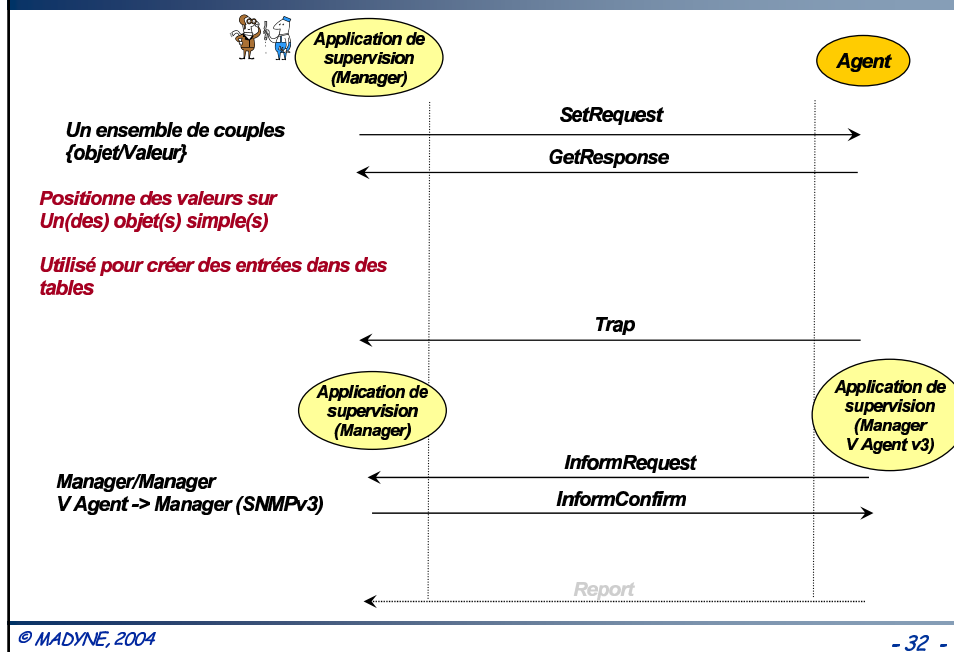 Application de
supervision
(Manager)
Agent
SetRequest
Un ensemble de couples
{objet/Valeur}
GetResponse
Positionne des valeurs sur
Un(des) objet(s) simple(s)
Utilisé pour créer des entrées dans des
tables
Trap
Application de
supervision
(Manager)
Application de
supervision
(Manager
V Agent v3)
InformRequest
Manager/Manager
V Agent -> Manager (SNMPv3)
InformConfirm
Report
© MADYNE, 2004
- 32 -